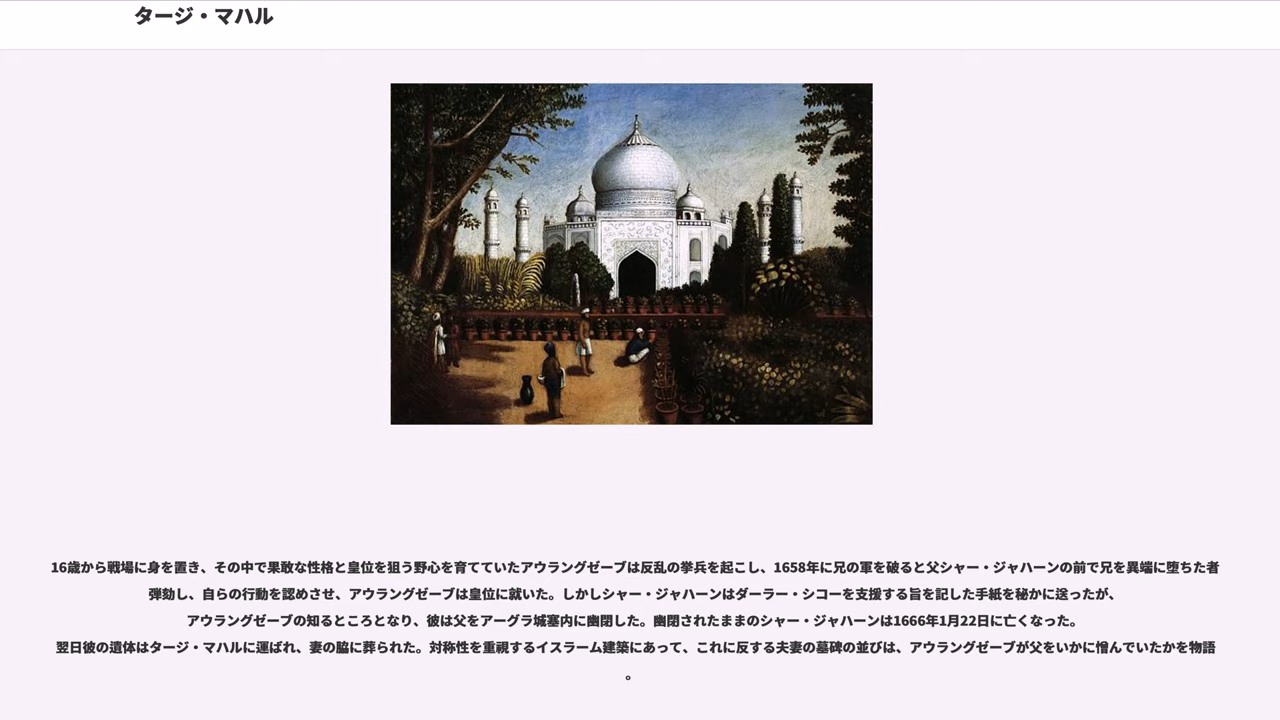 タージ・マハル
16歳から戦場に身を置き、その中で果敢な性格と皇位を狙う野心を育てていたアウラングゼーブは反乱の挙兵を起こし、1658年に兄の軍を破ると父シャー・ジャハーンの前で兄を異端に堕ちた者
弾劾し、自らの行動を認めさせ、アウラングゼーブは皇位に就いた。しかしシャー・ジャハーンはダーラー・シコーを支援する旨を記した手紙を秘かに送ったが、
アウラングゼーブの知るところとなり、彼は父をアーグラ城塞内に幽閉した。幽閉されたままのシャー・ジャハーンは1666年1月22日に亡くなった。
翌日彼の遺体はタージ・マハルに運ばれ、妻の脇に葬られた。対称性を重視するイスラーム建築にあって、これに反する夫妻の墓碑の並びは、アウラングゼーブが父をいかに憎んでいたかを物語
。